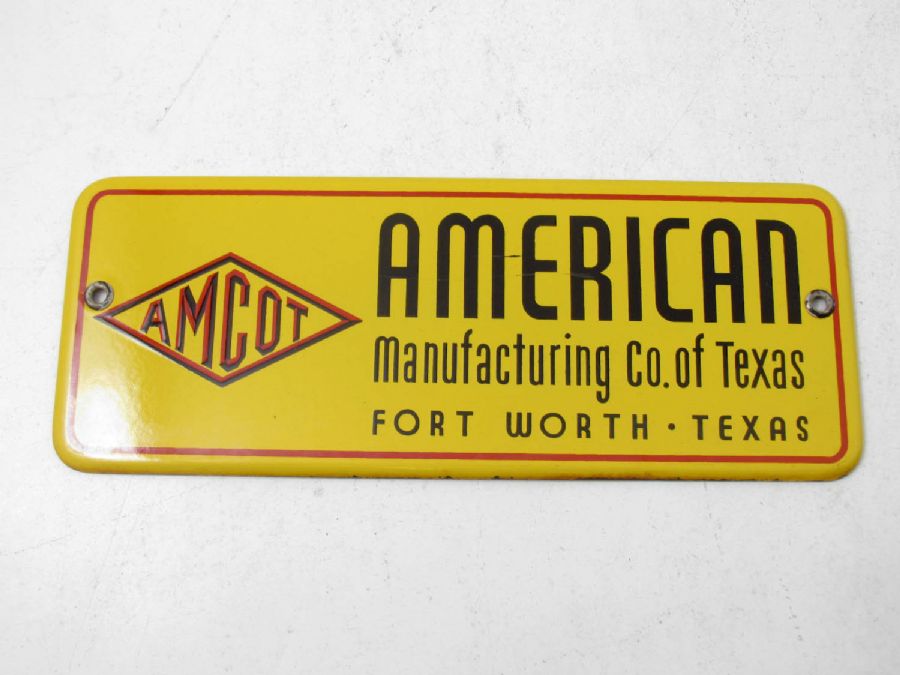 AMCOT
AMERICAN
Manufacturing Co. of Texas
FORT WORTH · TEXAS